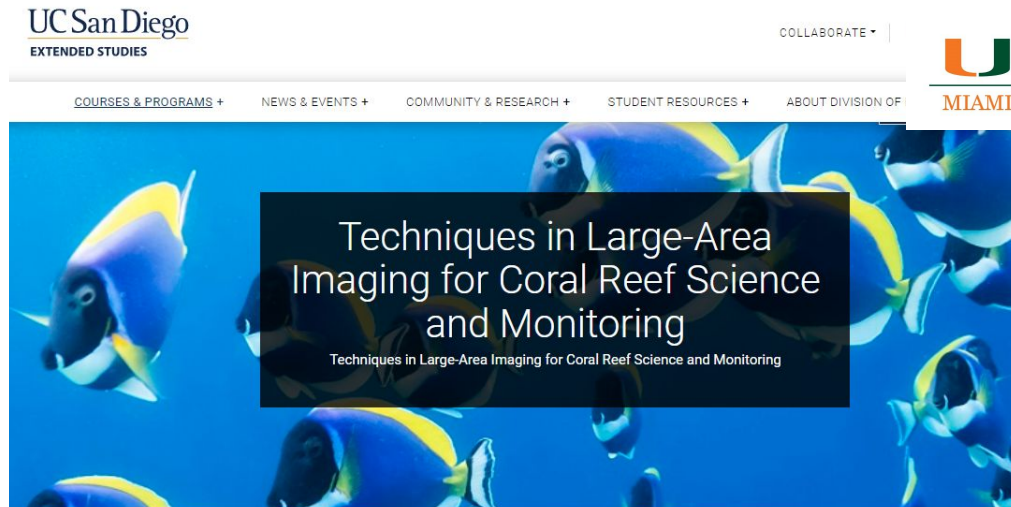 UC San Diego
EXTENDED STUDIES
COLLABORATE
MIAMI
COURSES & PROGRAMS +
NEWS & EVENTS +
COMMUNITY & RESEARCH +
STUDENT RESOURCES +
ABOUT DIVISION OF
Techniques in Large-Area
Imaging for Coral Reef Science
and Monitoring
Techniques in Large-Area Imaging for Coral Reef Science and Monitoring